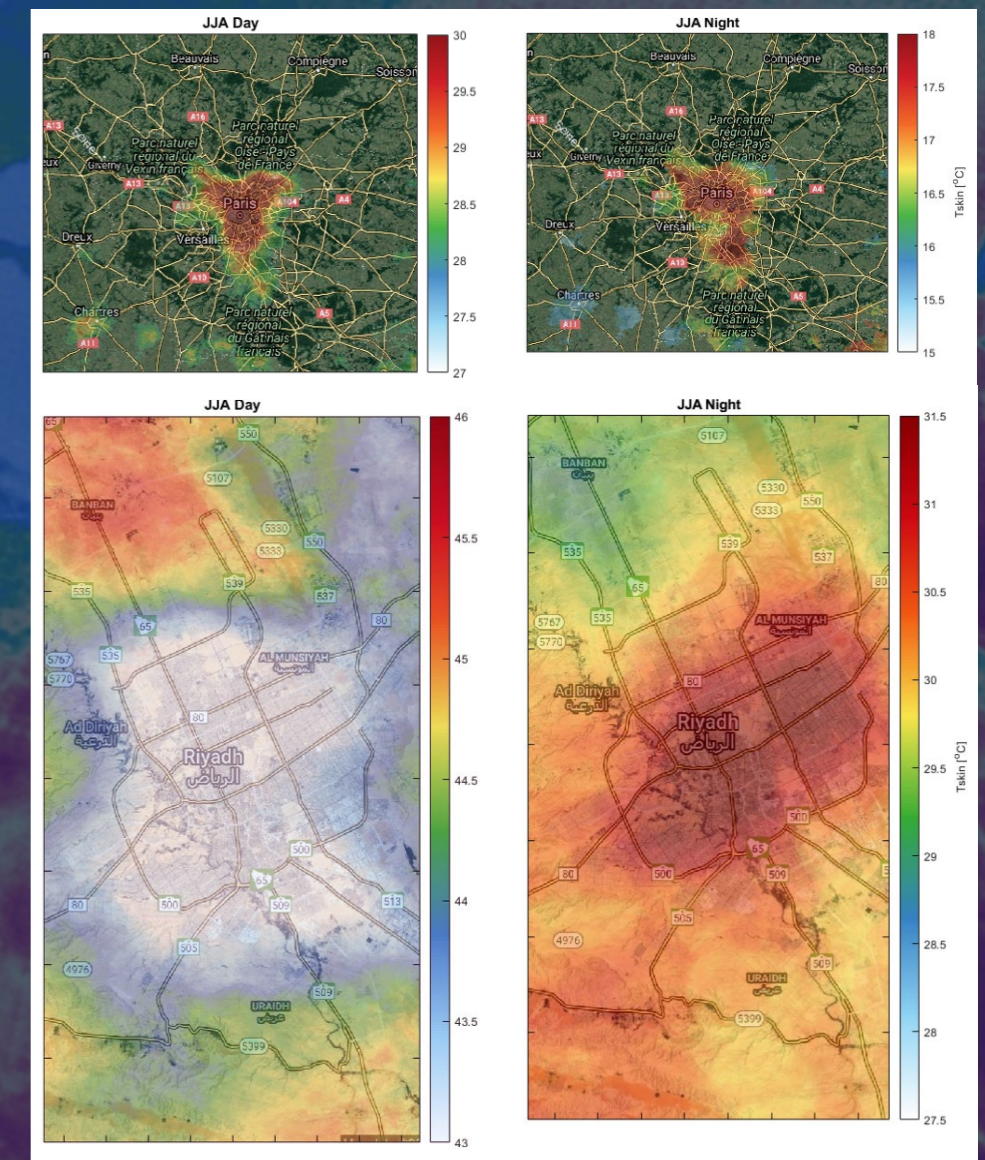 JJA Day
Beauvais
Compiègne
Soisson
A16
A13
Parc naturel
régional
Oise - Pays
de France
Parc naturel
régional du
Vexin français
Giverny
A13
A13
A104
A4
Paris
Versailles
Dreux
A10
Chartres
A11
A5
Parc naturel
régional
du Gâtinais
français
30
29.5
29
28.5
28
27.5
27
JJA Night
Beauvais
Compiègne
Soisson
A16
A13
Parc naturel
régional
Oise - Pays
de France
Parc naturel
régional du
Vexin français
Giverny
A13
A13
A104
A4
Paris
Versailles
Dreux
A10
Chartres
A11
A5
Parc naturel
régional
du Gâtinais
français
18
17.5
17
16.5
16
15.5
15
Tskin [°C]
JJA Day
65
550
5107
BANBAN
بنبان
5330
5333
550
539
535
537
65
80
535
5767
5770
AL MUNSIYAH
المونسية
80
Ad Diriyah
الدرعية
Riyadh
الرياض
500
65
80
500
509
513
505
4976
509
URAIDH
عريض
5399
46
45.5
45
44.5
44
43.5
43
JJA Night
5107
BANBAN
بنبان
5330
5333
550
539
535
537
65
80
535
5767
5770
AL MUNSIYAH
المونسية
80
Ad Diriyah
الدرعية
Riyadh
الرياض
500
65
80
500
509
505
4976
509
URAIDH
عريض
5399
31.5
31
30.5
30
29.5
29
28.5
28
27.5
Tskin [°C]